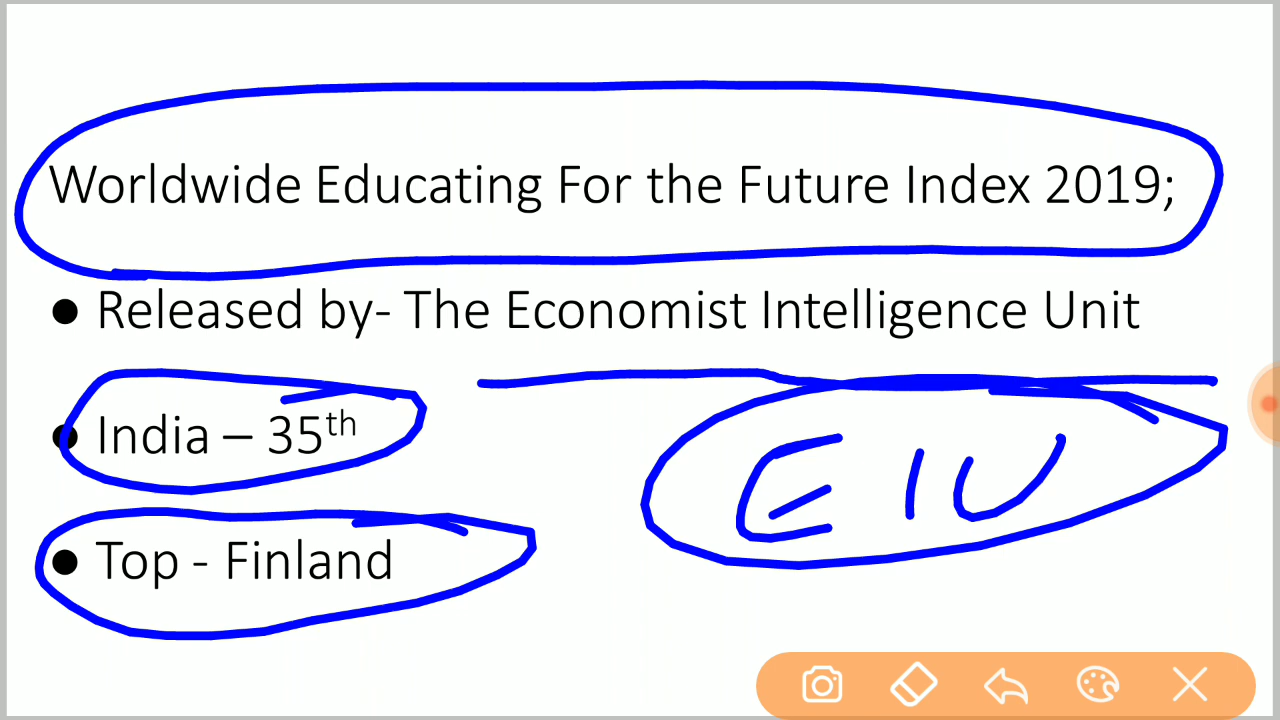 Worldwide Educating For the Future Index 2019;
● Released by- The Economist Intelligence Unit
● India – 35th
EIU
● Top - Finland